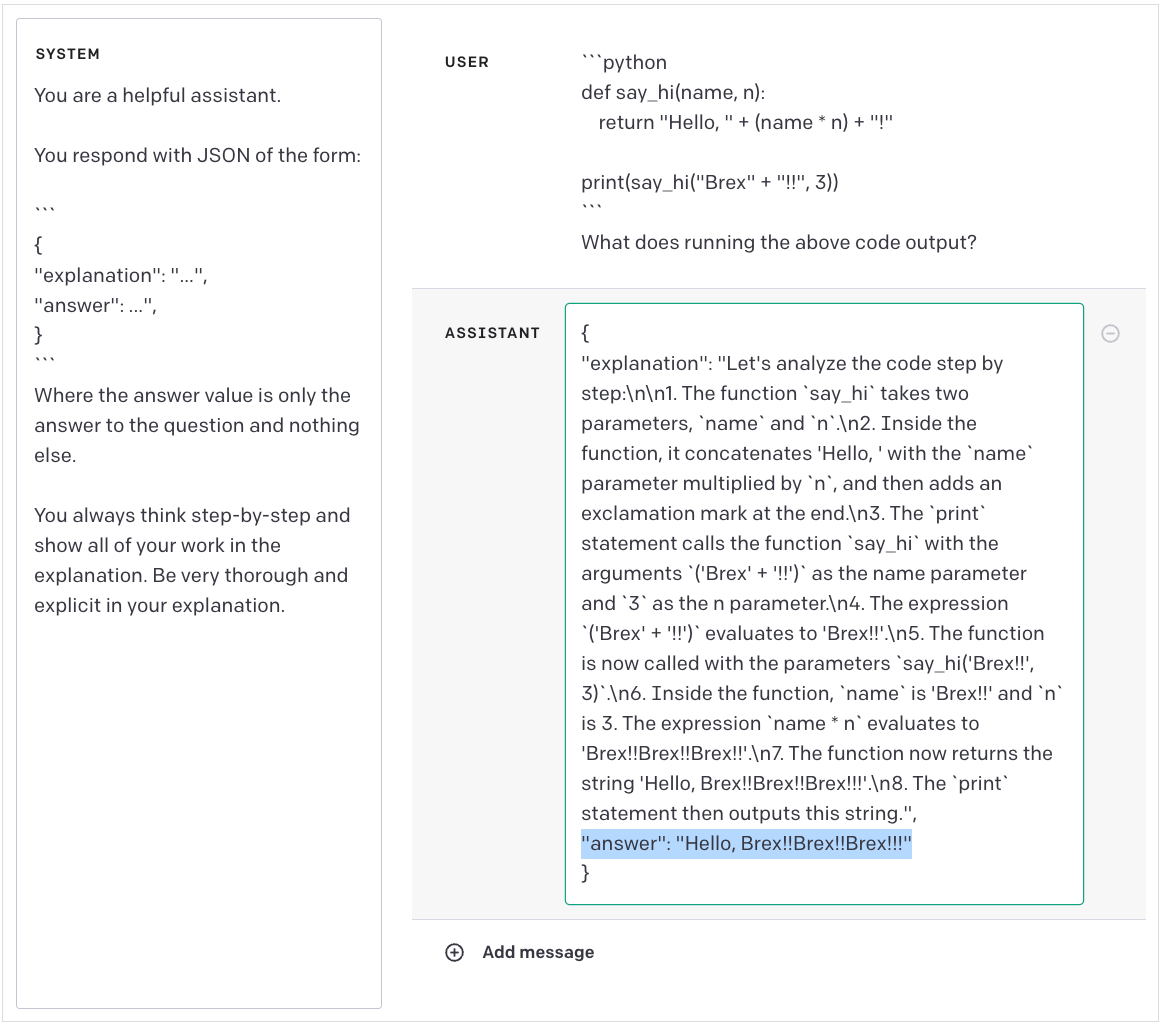 SYSTEM
You are a helpful assistant.
You respond with JSON of the form:
```
{
"explanation": "...",
"answer": ...",
}
```
Where the answer value is only the
answer to the question and nothing
else.
You always think step-by-step and
show all of your work in the
explanation. Be very thorough and
explicit in your explanation.
USER
```python
def say_hi(name, n):
return "Hello, " + (name * n) + "!"
print(say_hi("Brex" + "!!", 3))
```
What does running the above code output?
ASSISTANT
{
"explanation": "Let's analyze the code step by
step:\n\n1. The function `say_hi` takes two
parameters, `name` and `n`.\n2. Inside the
function, it concatenates 'Hello, ' with the `name`
parameter multiplied by `n`, and then adds an
exclamation mark at the end.\n3. The `print`
statement calls the function `say_hi` with the
arguments `('Brex' + '!!')` as the name parameter
and `3` as the n parameter.\n4. The expression
`('Brex' + '!!')` evaluates to 'Brex!!'.\n5. The function
is now called with the parameters `say_hi('Brex!!',
3)`.\n6. Inside the function, `name` is 'Brex!!' and `n`
is 3. The expression `name * n` evaluates to
'Brex!!Brex!!Brex!!'.\n7. The function now returns the
string 'Hello, Brex!!Brex!!Brex!!!'.\n8. The `print`
statement then outputs this string.",
"answer": "Hello, Brex!!Brex!!Brex!!!"
}
Add message